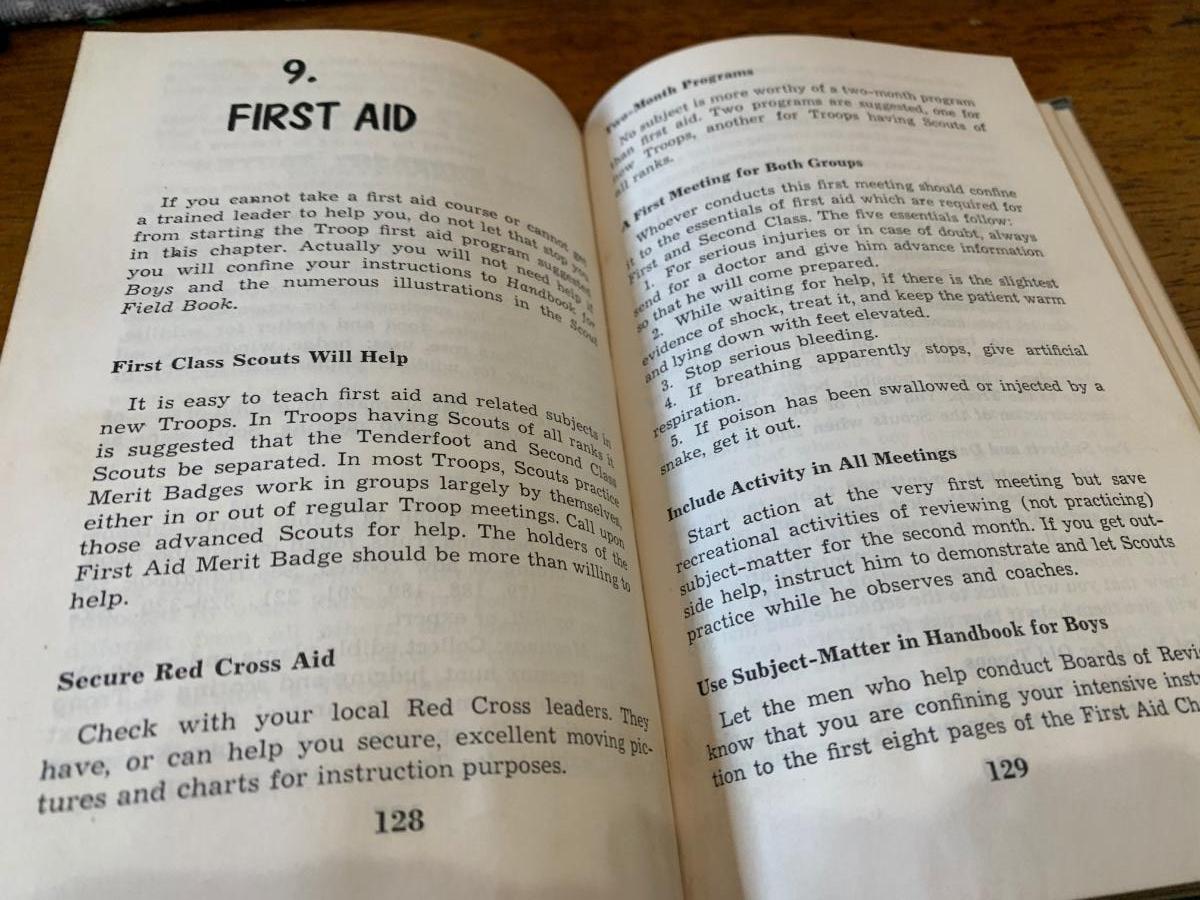 9.
FIRST AID
If you cannot take a first aid course or cannot get
a trained leader to help you, do not let that stop you
from starting the Troop first aid program suggested
in this chapter. Actually you will not need help if
you will confine your instructions to Handbook for
Boys and the numerous illustrations in the Scout
Field Book.
First Class Scouts Will Help
It is easy to teach first aid and related subjects in
new Troops. In Troops having Scouts of all ranks it
is suggested that the Tenderfoot and Second Class
Scouts be separated. In most Troops, Scouts practice
Merit Badges work in groups largely by themselves,
either in or out of regular Troop meetings. Call upon
those advanced Scouts for help. The holders of the
First Aid Merit Badge should be more than willing to
help.
Secure Red Cross Aid
Check with your local Red Cross leaders. They
have, or can help you secure, excellent moving pic-
tures and charts for instruction purposes.
128
Two-Month Programs
No subject is more worthy of a two-month program
than first aid. Two programs are suggested, one for
new Troops, another for Troops having Scouts of
all ranks.
A First Meeting for Both Groups
Whoever conducts this first meeting should confine
it to the essentials of first aid which are required for
First and Second Class. The five essentials follow:
1. For serious injuries or in case of doubt, always
send for a doctor and give him advance information
so that he will come prepared.
2. While waiting for help, if there is the slightest
evidence of shock, treat it, and keep the patient warm
and lying down with feet elevated.
3. Stop serious bleeding.
4. If breathing apparently stops, give artificial
respiration.
5. If poison has been swallowed or injected by a
snake, get it out.
Include Activity in All Meetings
Start action at the very first meeting but save
recreational activities of reviewing (not practicing)
subject-matter for the second month. If you get out-
side help, instruct him to demonstrate and let Scouts
practice while he observes and coaches.
Use Subject-Matter in Handbook for Boys
Let the men who help conduct Boards of Revi
know that you are confining your intensive inst
tion to the first eight pages of the First Aid Ch
129